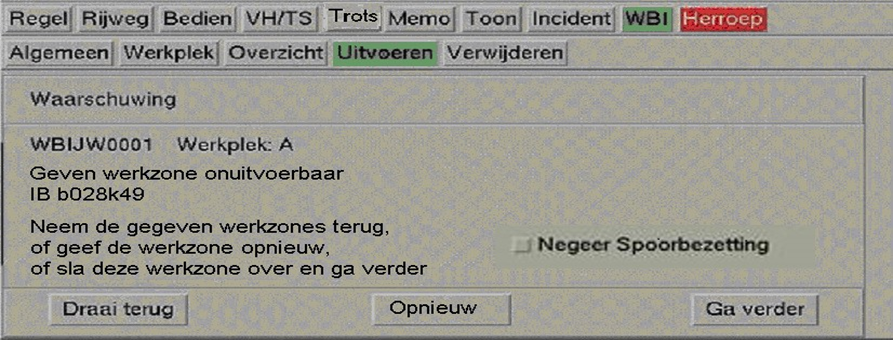 Regel Rijweg Bedien VH/TS Trots Memo Toon Incident WBI Herroep
Algemeen Werkplek Overzicht Uitvoeren Verwijderen
Waarschuwing
WBIJW0001 Werkplek: A
Geven werkzone onuitvoerbaar
IB b028k49
Neem de gegeven werkzones terug,
of geef de werkzone opnieuw,
of sla deze werkzone over en ga verder
Negeer Spoorbezetting
Draai terug Opnieuw Ga verder